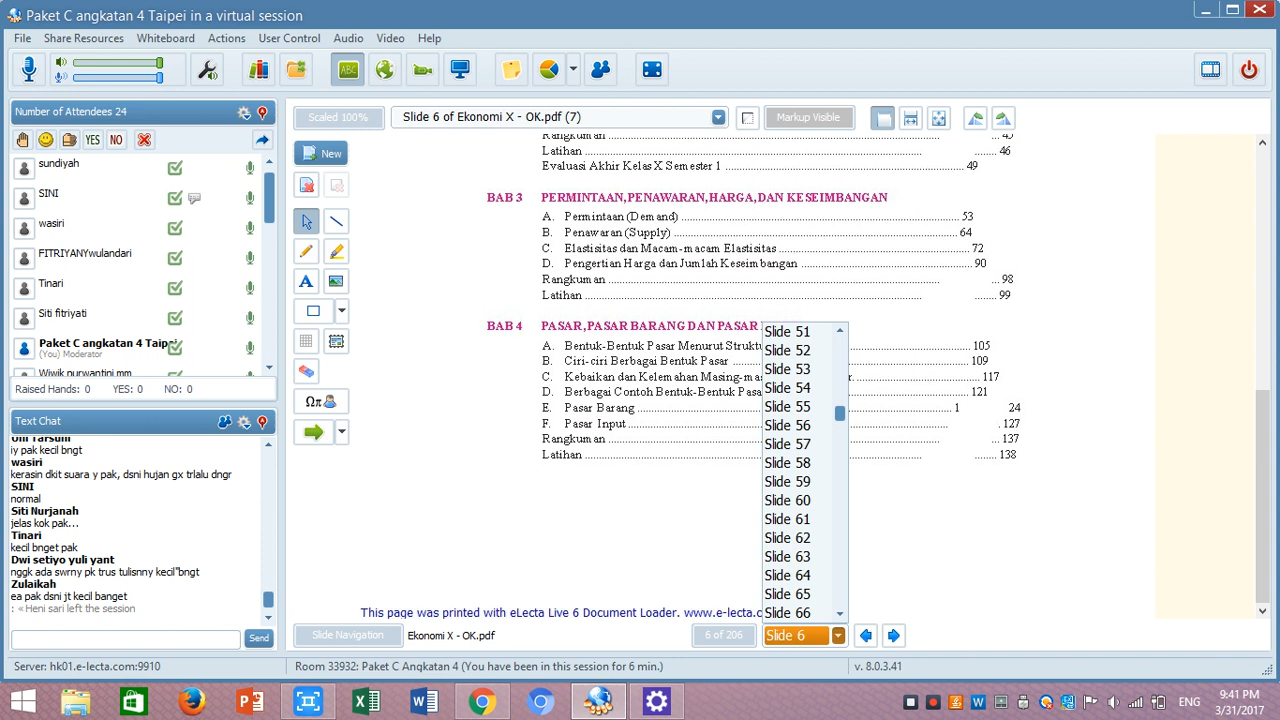 Paket C angkatan 4 Taipei in a virtual session
File Share Resources Whiteboard Actions User Control Audio Video Help
Number of Attendees 24
YES NO
sundiyah
SINI
wasiri
FITRIYANYwulandari
Tinari
Siti fitriyati
Paket C angkatan 4 Taipei
(You) Moderator
Wiwik purwantini mm
Raised Hands: 0 YES: 0 NO: 0
Text Chat
iy pak kecil bngt
wasiri
kerasin dkit suara y pak, dsni hujan gx trlalu dngr
SINI
normal
Siti Nurjanah
jelas kok pak...
Tinari
kecil bnget pak
Dwi setiyo yuli yant
nggk ada swrny pk trus tulisnny kecil"bngt
Zulaikah
ea pak dsni jt kecil banget
: « Heni sari left the session
Send
Scaled 100%
Slide 6 of Ekonomi X - OK.pdf (7)
Markup Visible
New
A
Ωπ
Rangkuman
Latihan ... 46
Evaluasi Akhir Kelas X Semester 1 ... 49
BAB 3 PERMINTAAN,PENAWARAN,HARGA,DAN KESEIMBANGAN
A. Permintaan (Demand) ... 53
B. Penawaran (Supply) ... 64
C. Elastisitas dan Macam-macam Elastisitas ... 72
D. Pengertian Harga dan Jumlah Keseimbangan ... 90
Rangkuman ... 98
Latihan ... 99
BAB 4 PASAR,PASAR BARANG DAN PASAR
A. Bentuk-Bentuk Pasar Menurut Strukt ... 105
B. Ciri-ciri Berbagai Bentuk Pasar ... 109
C. Kebaikan dan Kelemahan Masing-ma r. ... 117
D. Berbagai Contoh Bentuk-Bentuk Pasa ... 121
E. Pasar Barang ... 1 24
F. Pasar Input ... 127
Rangkuman ... 137
Latihan ... 138
This page was printed with eLecta Live 6 Document Loader. www.e-lecta.c
Slide 51
Slide 52
Slide 53
Slide 54
Slide 55
Slide 56
Slide 57
Slide 58
Slide 59
Slide 60
Slide 61
Slide 62
Slide 63
Slide 64
Slide 65
Slide 66
Slide Navigation Ekonomi X - OK.pdf 6 of 206 Slide 6
Server: hk01.e-lecta.com:9910 Room 33932: Paket C Angkatan 4 (You have been in this session for 6 min.) v. 8.0.3.41
ENG
9:41 PM
3/31/2017